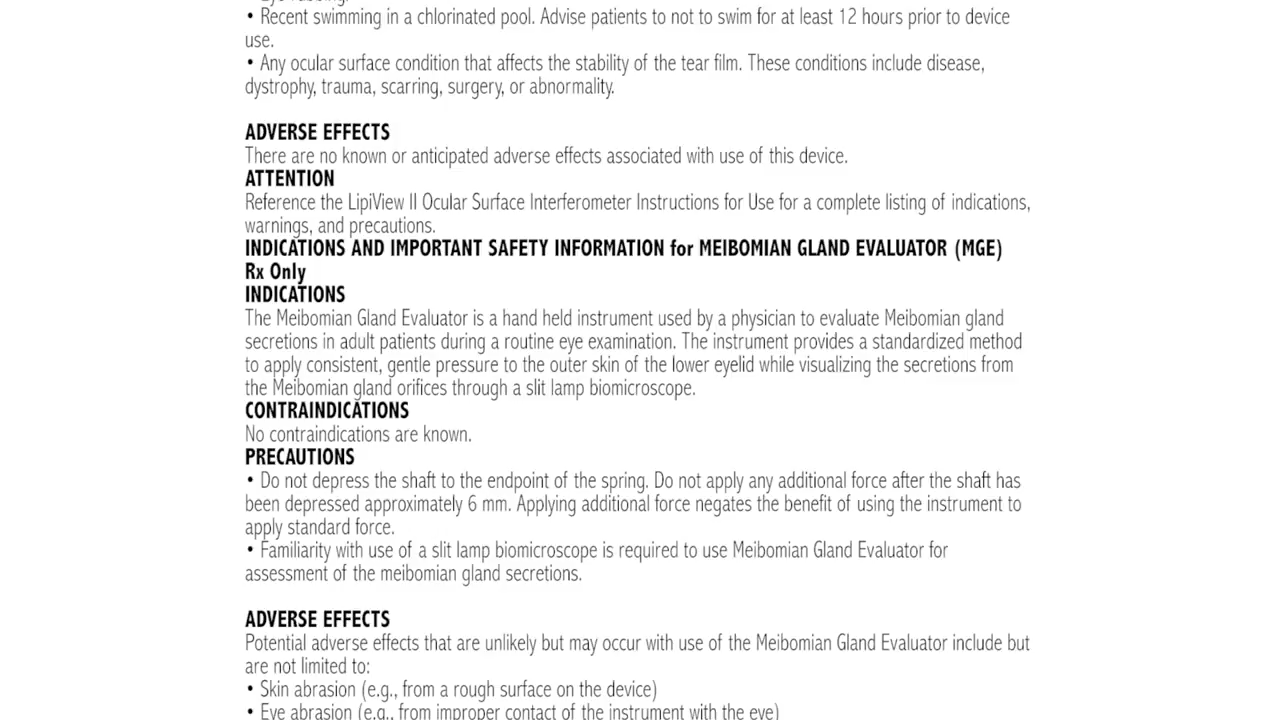 • Eye rubbing.
• Recent swimming in a chlorinated pool. Advise patients to not to swim for at least 12 hours prior to device
use.
• Any ocular surface condition that affects the stability of the tear film. These conditions include disease,
dystrophy, trauma, scarring, surgery, or abnormality.
ADVERSE EFFECTS
There are no known or anticipated adverse effects associated with use of this device.
ATTENTION
Reference the LipiView II Ocular Surface Interferometer Instructions for Use for a complete listing of indications,
warnings, and precautions.
INDICATIONS AND IMPORTANT SAFETY INFORMATION for MEIBOMIAN GLAND EVALUATOR (MGE)
Rx Only
INDICATIONS
The Meibomian Gland Evaluator is a hand held instrument used by a physician to evaluate Meibomian gland
secretions in adult patients during a routine eye examination. The instrument provides a standardized method
to apply consistent, gentle pressure to the outer skin of the lower eyelid while visualizing the secretions from
the Meibomian gland orifices through a slit lamp biomicroscope.
CONTRAINDICATIONS
No contraindications are known.
PRECAUTIONS
• Do not depress the shaft to the endpoint of the spring. Do not apply any additional force after the shaft has
been depressed approximately 6 mm. Applying additional force negates the benefit of using the instrument to
apply standard force.
• Familiarity with use of a slit lamp biomicroscope is required to use Meibomian Gland Evaluator for
assessment of the meibomian gland secretions.
ADVERSE EFFECTS
Potential adverse effects that are unlikely but may occur with use of the Meibomian Gland Evaluator include but
are not limited to:
• Skin abrasion (e.g., from a rough surface on the device)
• Eye abrasion (e.g., from improper contact of the instrument with the eye)